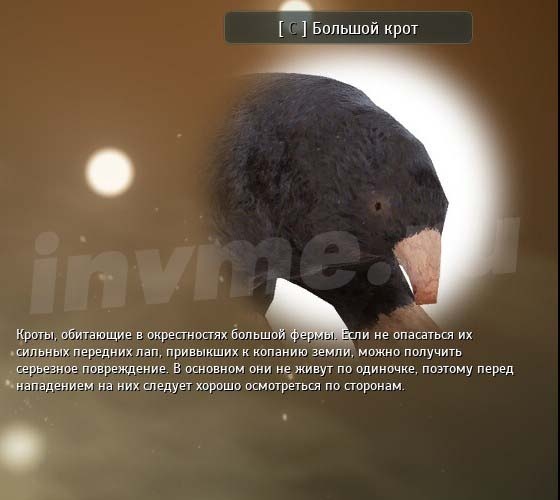 [ C ] Большой крот
invme.
Кроты, обитающие в окрестностях большой фермы. Если не опасаться их
сильных передних лап, привыкших к копанию земли, можно получить
серьезное повреждение. В основном они не живут по одиночке, поэтому перед
нападением на них следует хорошо осмотреться по сторонам.